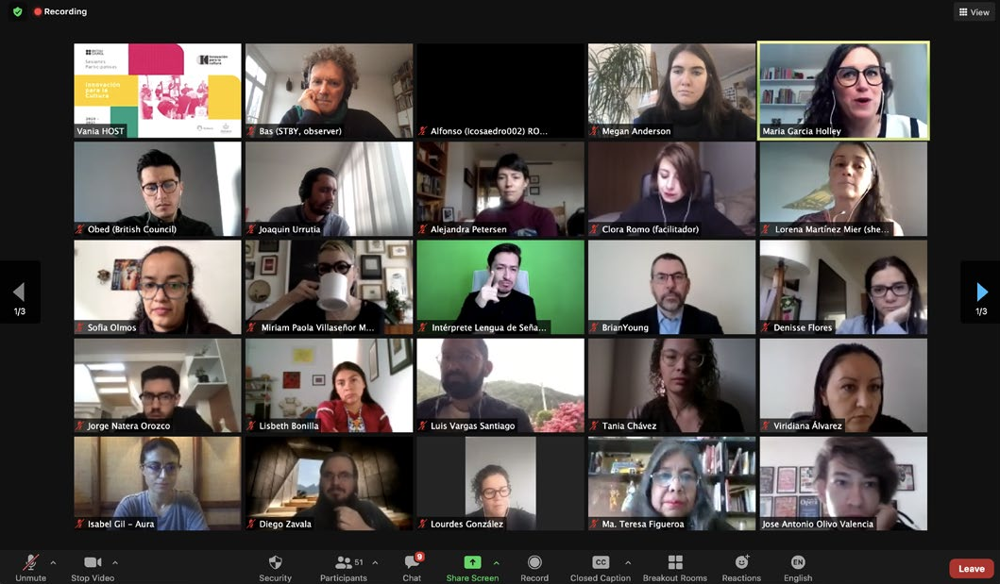 Recording
View
BRITISH COUNCIL
Innovación para la Cultura
Innovación
para la
Cultura
Vania HOST
Bas (STBY, observer)
Alfonso (Icosaedro002) RO...
Megan Anderson
Maria Garcia Holley
Obed (British Council)
Joaquin Urrutia
Alejandra Petersen
Clora Romo (facilitador)
Lorena Martínez Mier (she...
1/3
1/3
Sofía Olmos
Miriam Paola Villaseñor M...
Intérprete Lengua de Seña...
BrianYoung
Denisse Flores
Jorge Natera Orozco
Lisbeth Bonilla
Luis Vargas Santiago
Tania Chávez
Viridiana Álvarez
Isabel Gil – Aura
Diego Zavala
Lourdes González
Ma. Teresa Figueroa
Jose Antonio Olivo Valencia
51
9
CC
EN
Unmute
Stop Video
Security
Participants
Chat
Share Screen
Record
Closed Caption
Breakout Rooms
Reactions
English
Leave